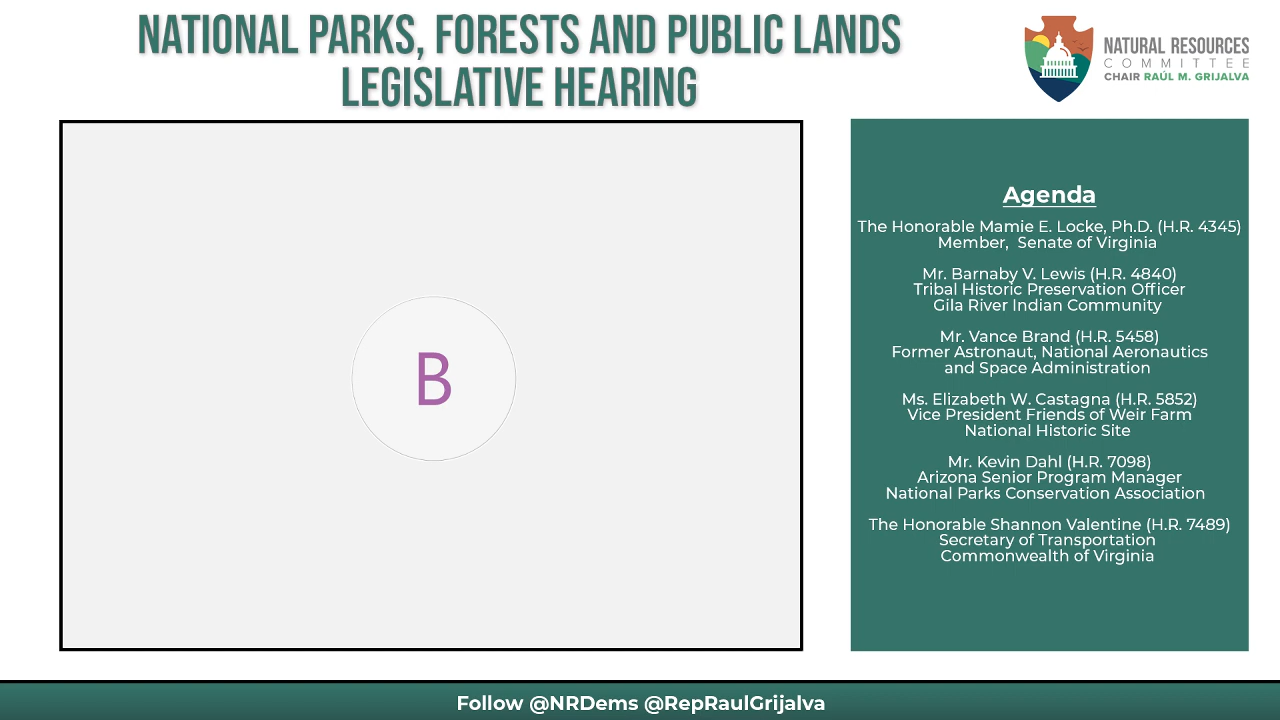 NATIONAL PARKS, FORESTS AND PUBLIC LANDS
LEGISLATIVE HEARING
NATURAL RESOURCES
COMMITTEE
CHAIR RAÚL M. GRIJALVA
B
Agenda
The Honorable Mamie E. Locke, Ph.D. (H.R. 4345)
Member, Senate of Virginia
Mr. Barnaby V. Lewis (H.R. 4840)
Tribal Historic Preservation Officer
Gila River Indian Community
Mr. Vance Brand (H.R. 5458)
Former Astronaut, National Aeronautics
and Space Administration
Ms. Elizabeth W. Castagna (H.R. 5852)
Vice President Friends of Weir Farm
National Historic Site
Mr. Kevin Dahl (H.R. 7098)
Arizona Senior Program Manager
National Parks Conservation Association
The Honorable Shannon Valentine (H.R. 7489)
Secretary of Transportation
Commonwealth of Virginia
Follow @NRDems @RepRaulGrijalva